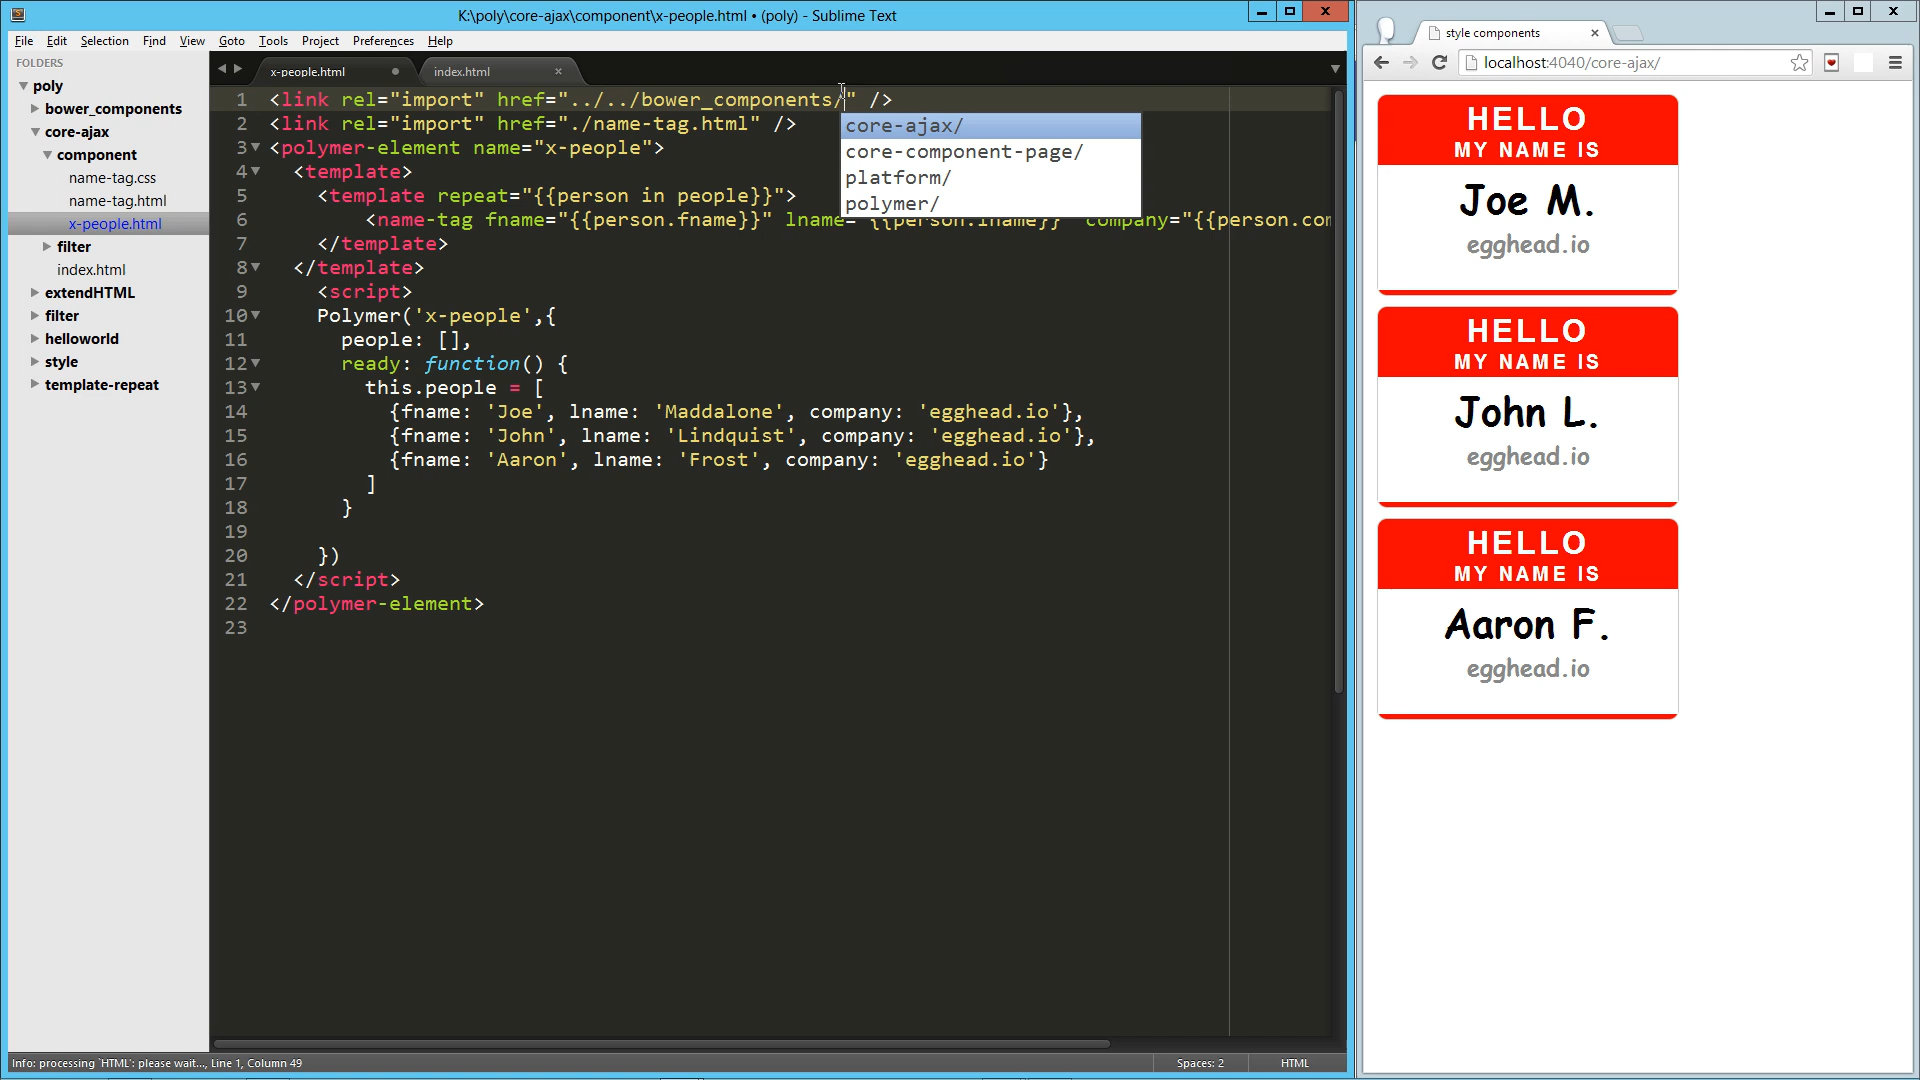 K:\poly\core-ajax\component\x-people.html • (poly) - Sublime Text
File Edit Selection Find View Goto Tools Project Preferences Help
FOLDERS
poly
bower_components
core-ajax
component
name-tag.css
name-tag.html
x-people.html
filter
index.html
extendHTML
filter
helloworld
style
template-repeat
x-people.html
index.html
1 <link rel="import" href="../../bower_components/" />
2 <link rel="import" href="./name-tag.html" />
3 <polymer-element name="x-people">
4 <template>
5 <template repeat="{{person in people}}">
6 <name-tag fname="{{person.fname}}" lname="{{person.lname}}" company="{{person.com
7 </template>
8 </template>
9 <script>
10 Polymer('x-people',{
11 people: [],
12 ready: function() {
13 this.people = [
14 {fname: 'Joe', lname: 'Maddalone', company: 'egghead.io'},
15 {fname: 'John', lname: 'Lindquist', company: 'egghead.io'},
16 {fname: 'Aaron', lname: 'Frost', company: 'egghead.io'}
17 ]
18 }
19
20 })
21 </script>
22 </polymer-element>
23
core-ajax/
core-component-page/
platform/
polymer/
Info: processing `HTML': please wait..., Line 1, Column 49
Spaces: 2
HTML
style components
localhost:4040/core-ajax/
HELLO
MY NAME IS
Joe M.
egghead.io
HELLO
MY NAME IS
John L.
egghead.io
HELLO
MY NAME IS
Aaron F.
egghead.io